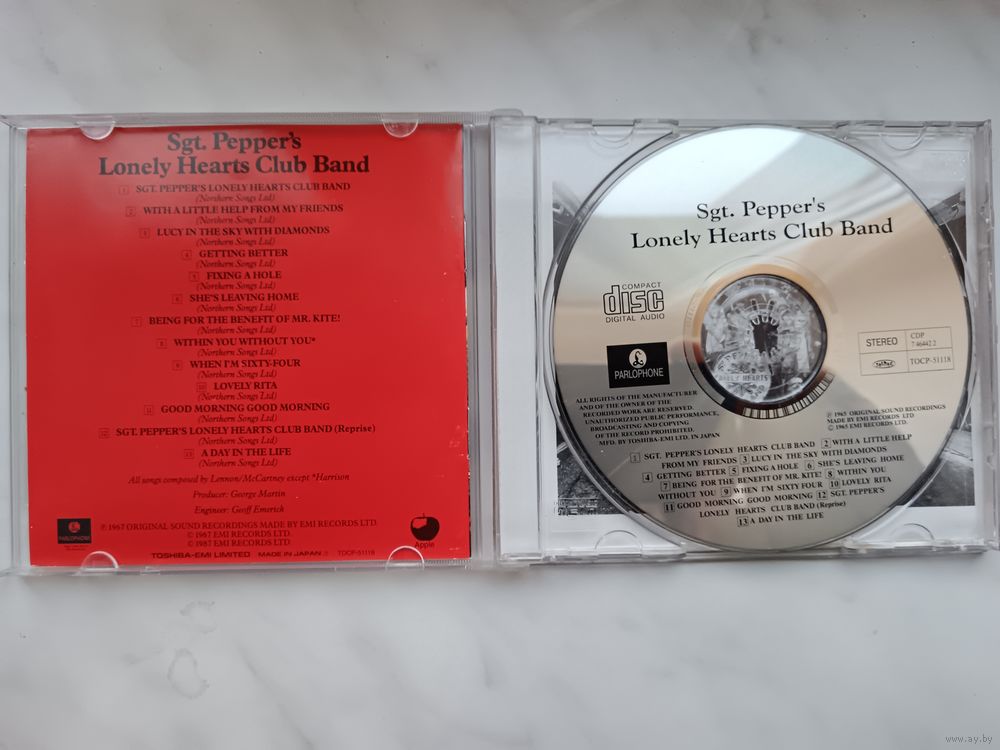 Sgt. Pepper's
Lonely Hearts Club Band
1 SGT. PEPPER'S LONELY HEARTS CLUB BAND
(Northern Songs Ltd)
2 WITH A LITTLE HELP FROM MY FRIENDS
(Northern Songs Ltd)
3 LUCY IN THE SKY WITH DIAMONDS
(Northern Songs Ltd)
4 GETTING BETTER
(Northern Songs Ltd)
5 FIXING A HOLE
(Northern Songs Ltd)
6 SHE'S LEAVING HOME
(Northern Songs Ltd)
7 BEING FOR THE BENEFIT OF MR. KITE!
(Northern Songs Ltd)
8 WITHIN YOU WITHOUT YOU*
(Northern Songs Ltd)
9 WHEN I'M SIXTY-FOUR
(Northern Songs Ltd)
10 LOVELY RITA
(Northern Songs Ltd)
11 GOOD MORNING GOOD MORNING
(Northern Songs Ltd)
12 SGT. PEPPER'S LONELY HEARTS CLUB BAND (Reprise)
(Northern Songs Ltd)
13 A DAY IN THE LIFE
(Northern Songs Ltd)
All songs composed by Lennon/McCartney except *Harrison
Producer: George Martin
Engineer: Geoff Emerick
℗ 1967 ORIGINAL SOUND RECORDINGS MADE BY EMI RECORDS LTD.
© 1967 EMI RECORDS LTD.
© 1987 EMI RECORDS LTD.
PARLOPHONE
Apple
TOSHIBA-EMI LIMITED MADE IN JAPAN TOCP-51118
Sgt. Pepper's
Lonely Hearts Club Band
COMPACT
disc
DIGITAL AUDIO
PARLOPHONE
STEREO
CDP
7 46442 2
TOCP-51118
LONELY HEARTS
ALL RIGHTS OF THE MANUFACTURER
AND OF THE OWNER OF THE
RECORDED WORK ARE RESERVED.
UNAUTHORIZED PUBLIC PERFORMANCE,
BROADCASTING AND COPYING
OF THE RECORD PROHIBITED.
MFD. BY TOSHIBA-EMI LTD. IN JAPAN
℗ 1965 ORIGINAL SOUND RECORDINGS
MADE BY EMI RECORDS LTD
© 1965 EMI RECORDS LTD.
1 SGT. PEPPER'S LONELY HEARTS CLUB BAND 2 WITH A LITTLE HELP
FROM MY FRIENDS 3 LUCY IN THE SKY WITH DIAMONDS
4 GETTING BETTER 5 FIXING A HOLE 6 SHE'S LEAVING HOME
7 BEING FOR THE BENEFIT OF MR. KITE! 8 WITHIN YOU
WITHOUT YOU 9 WHEN I'M SIXTY FOUR 10 LOVELY RITA
11 GOOD MORNING GOOD MORNING 12 SGT. PEPPER'S
LONELY HEARTS CLUB BAND (Reprise)
13 A DAY IN THE LIFE
www.ay.by